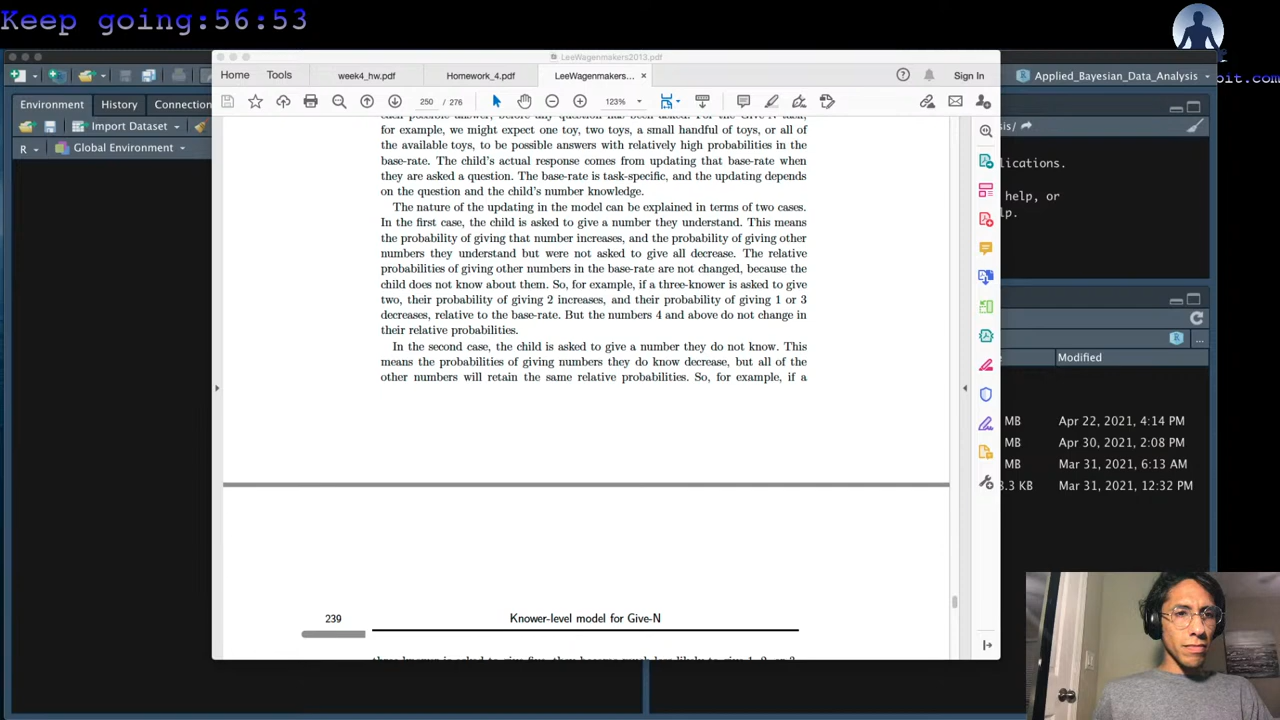 Keep going:56:53
LeeWagenmakers2013.pdf
Home Tools week4_hw.pdf Homework_4.pdf LeeWagenmakers... × Sign In
250 / 276 123%
for example, we might expect one toy, two toys, a small handful of toys, or all of
the available toys, to be possible answers with relatively high probabilities in the
base-rate. The child's actual response comes from updating that base-rate when
they are asked a question. The base-rate is task-specific, and the updating depends
on the question and the child's number knowledge.
The nature of the updating in the model can be explained in terms of two cases.
In the first case, the child is asked to give a number they understand. This means
the probability of giving that number increases, and the probability of giving other
numbers they understand but were not asked to give all decrease. The relative
probabilities of giving other numbers in the base-rate are not changed, because the
child does not know about them. So, for example, if a three-knower is asked to give
two, their probability of giving 2 increases, and their probability of giving 1 or 3
decreases, relative to the base-rate. But the numbers 4 and above do not change in
their relative probabilities.
In the second case, the child is asked to give a number they do not know. This
means the probabilities of giving numbers they do know decrease, but all of the
other numbers will retain the same relative probabilities. So, for example, if a
239 Knower-level model for Give-N
Environment History Connection
Import Dataset
R Global Environment
Applied_Bayesian_Data_Analysis
oit.com
sis/
lications.
help, or
lp.
Modified
MB Apr 22, 2021, 4:14 PM
MB Apr 30, 2021, 2:08 PM
MB Mar 31, 2021, 6:13 AM
3.3 KB Mar 31, 2021, 12:32 PM